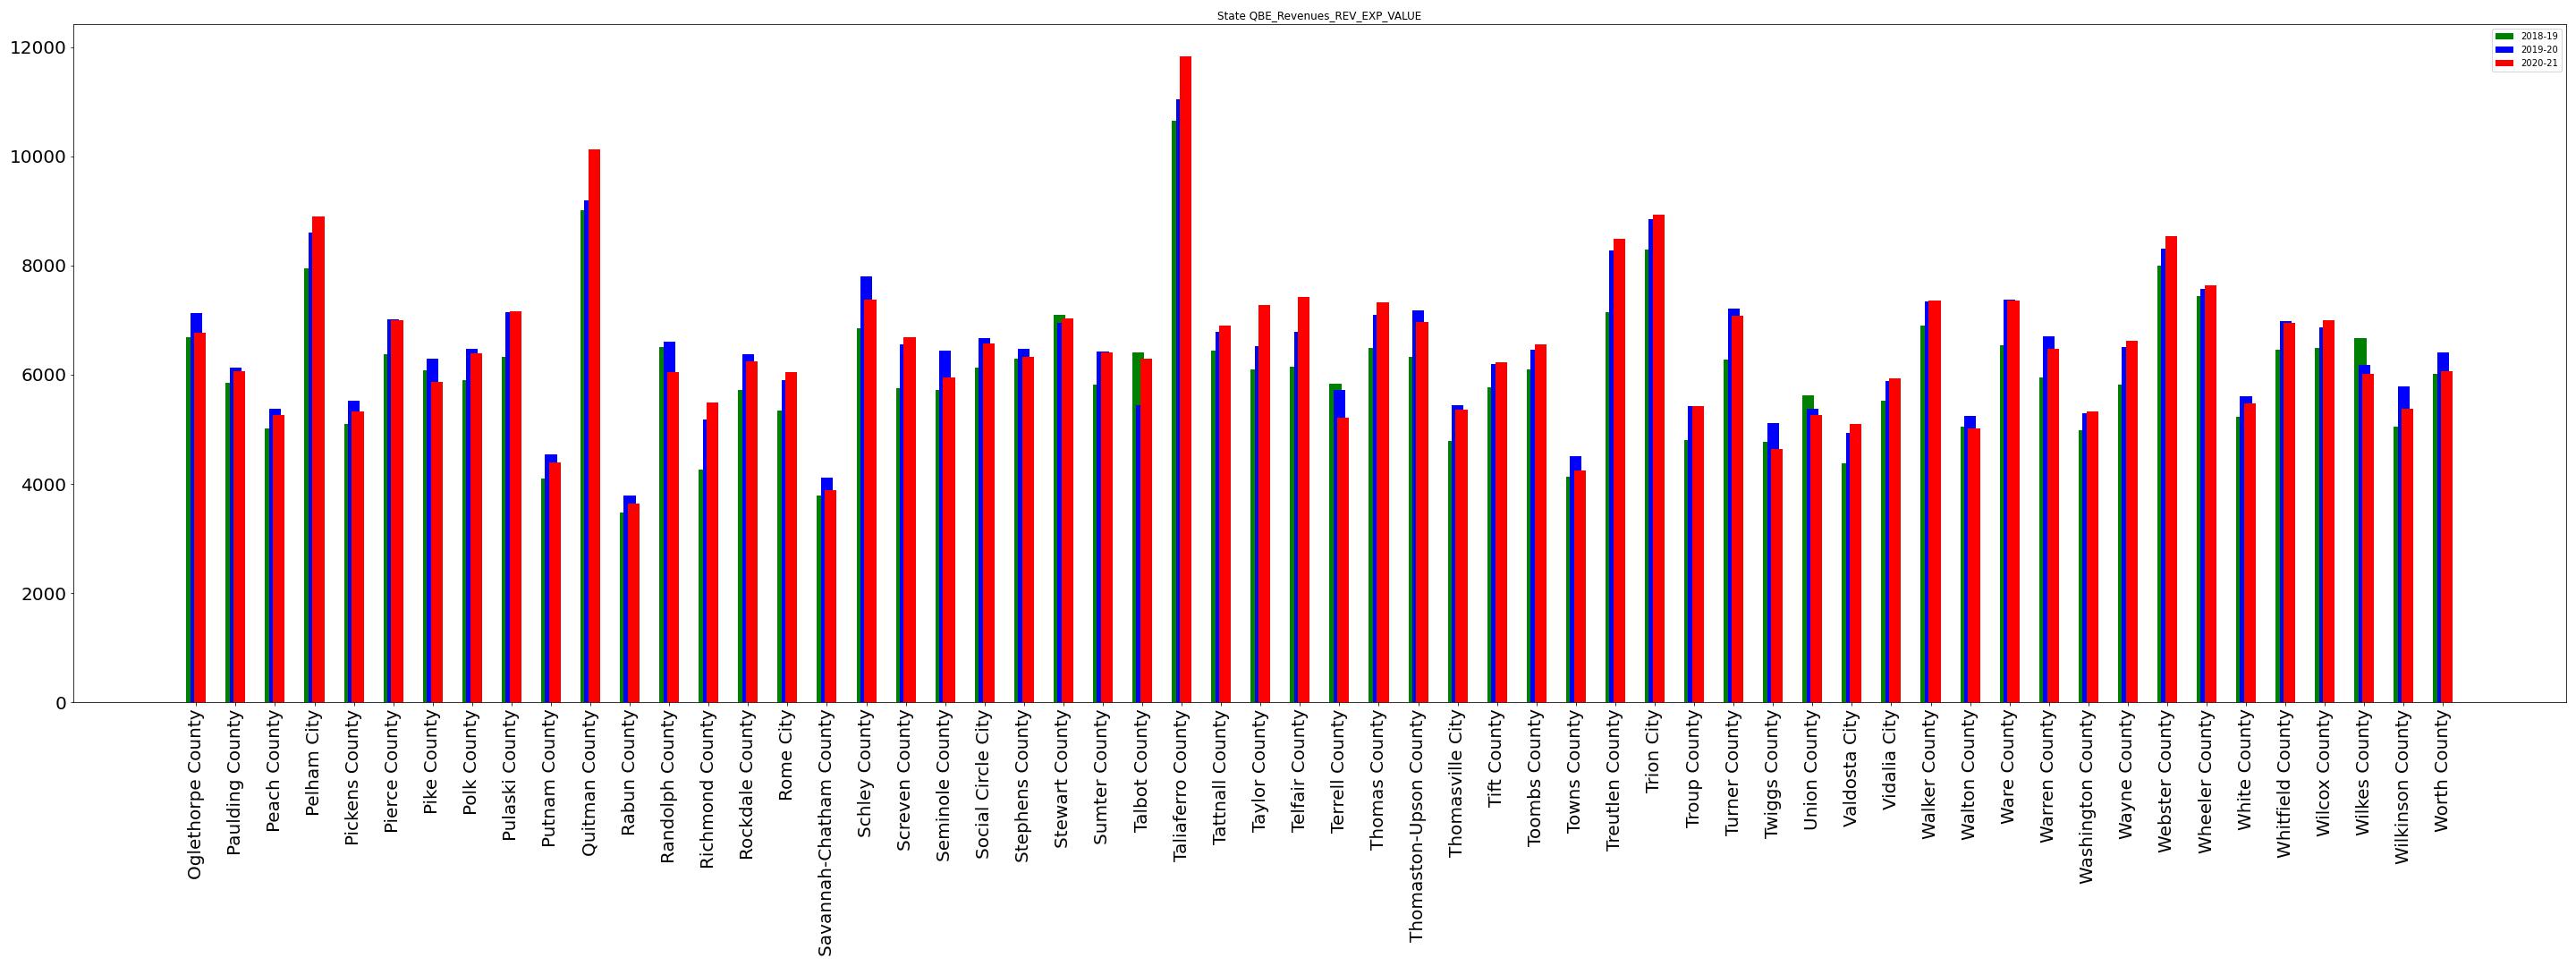 State QBE_Revenues_REV_EXP_VALUE
2018-19
2019-20
2020-21
12000
10000
8000
6000
4000
2000
0
Oglethorpe County
Paulding County
Peach County
Pelham City
Pickens County
Pierce County
Pike County
Polk County
Pulaski County
Putnam County
Quitman County
Rabun County
Randolph County
Richmond County
Rockdale County
Rome City
Savannah-Chatham County
Schley County
Screven County
Seminole County
Social Circle City
Stephens County
Stewart County
Sumter County
Talbot County
Taliaferro County
Tattnall County
Taylor County
Telfair County
Terrell County
Thomas County
Thomaston-Upson County
Thomasville City
Tift County
Toombs County
Towns County
Treutlen County
Trion City
Troup County
Turner County
Twiggs County
Union County
Valdosta City
Vidalia City
Walker County
Walton County
Ware County
Warren County
Washington County
Wayne County
Webster County
Wheeler County
White County
Whitfield County
Wilcox County
Wilkes County
Wilkinson County
Worth County